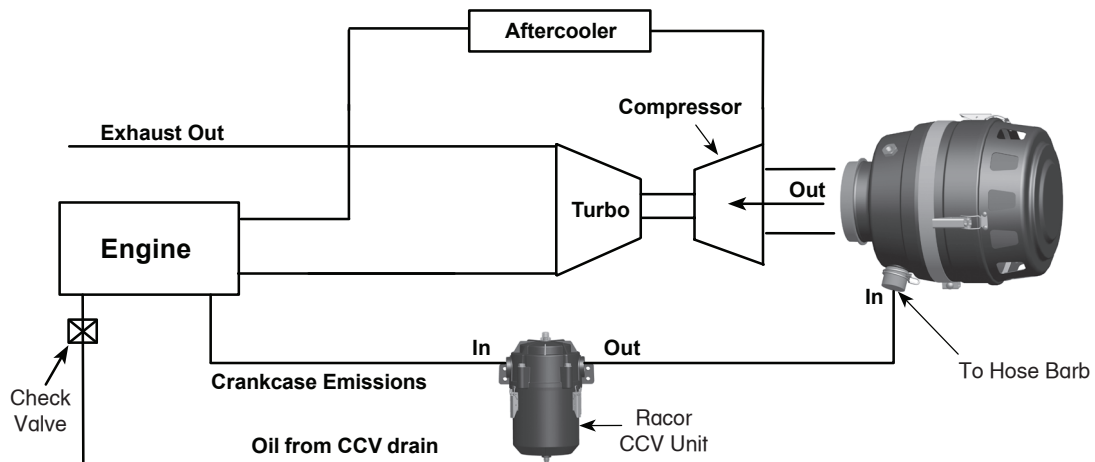 Aftercooler
Compressor
Exhaust Out
Out
Turbo
Engine
In
In
Out
To Hose Barb
Crankcase Emissions
Check
Valve
Racor
CCV Unit
Oil from CCV drain